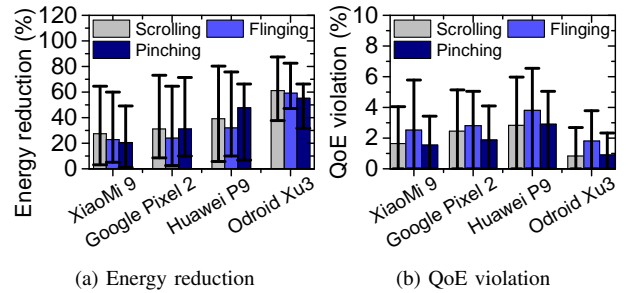 Energy reduction (%)
120
100
80
60
40
20
0
Scrolling
Flinging
Pinching
XiaoMi 9
Google Pixel 2
Huawei P9
Odroid Xu3
(a) Energy reduction
QoE violation (%)
10
8
6
4
2
0
Scrolling
Flinging
Pinching
XiaoMi 9
Google Pixel 2
Huawei P9
Odroid Xu3
(b) QoE violation